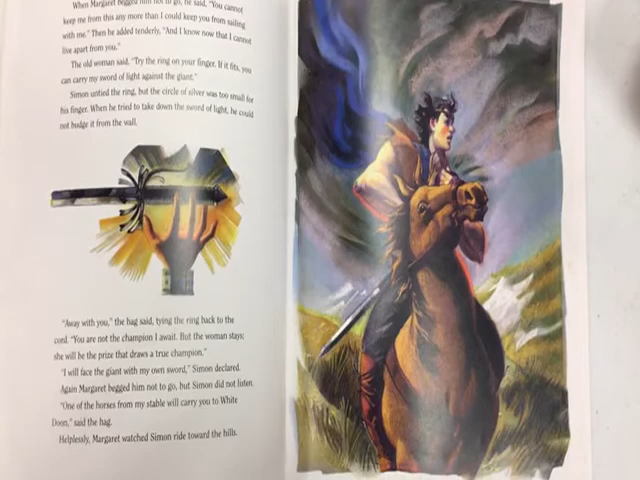 When Margaret begged him not to go, he said, "You cannot
keep me from this any more than I could keep you from sailing
with me." Then he added tenderly, "And I know now that I cannot
live apart from you."
The old woman said, "Try the ring on your finger. If it fits, you
can carry my sword of light against the giant."
Simon untied the ring, but the circle of silver was too small for
his finger. When he tried to take down the sword of light, he could
not budge it from the wall.
"Away with you," the hag said, tying the ring back to the
cord. "You are not the champion I await. But the woman stays;
she will be the prize that draws a true champion."
"I will face the giant with my own sword," Simon declared.
Again Margaret begged him not to go, but Simon did not listen.
"One of the horses from my stable will carry you to White
Doon," said the hag.
Helplessly, Margaret watched Simon ride toward the hills.